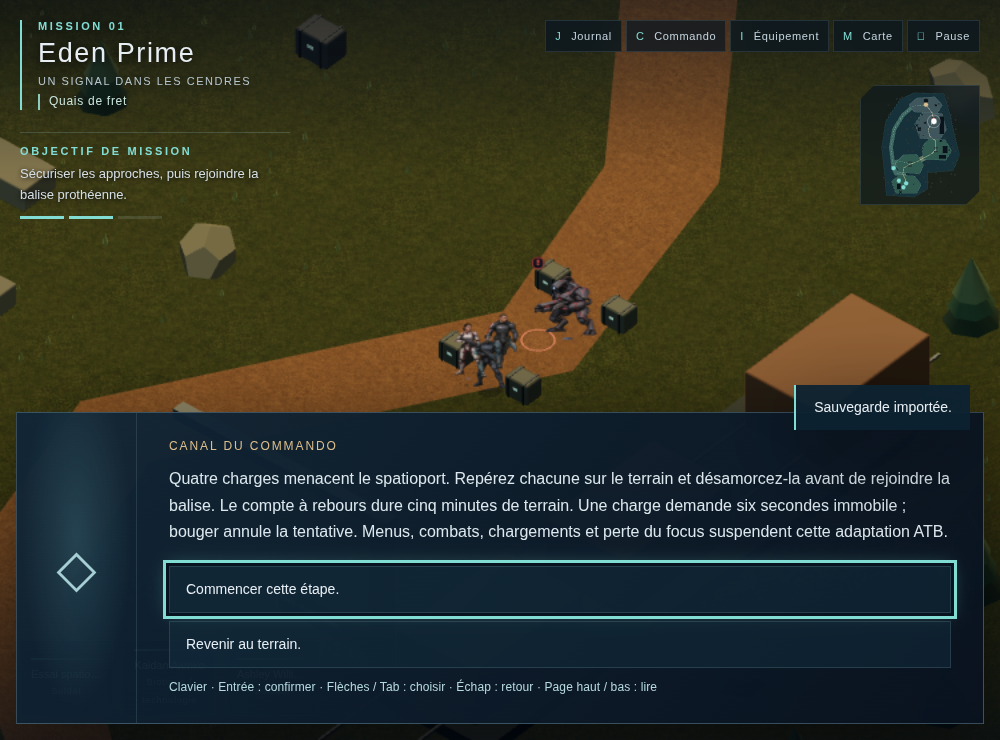 MISSION 01
Eden Prime
UN SIGNAL DANS LES CENDRES
Quais de fret
J Journal
C Commando
I Équipement
M Carte
Pause
OBJECTIF DE MISSION
Sécuriser les approches, puis rejoindre la
balise prothéenne.
Sauvegarde importée.
CANAL DU COMMANDO
Quatre charges menacent le spatioport. Repérez chacune sur le terrain et désamorcez-la avant de rejoindre la
balise. Le compte à rebours dure cinq minutes de terrain. Une charge demande six secondes immobile ;
bouger annule la tentative. Menus, combats, chargements et perte du focus suspendent cette adaptation ATB.
Commencer cette étape.
Revenir au terrain.
Clavier · Entrée : confirmer · Flèches / Tab : choisir · Échap : retour · Page haut / bas : lire